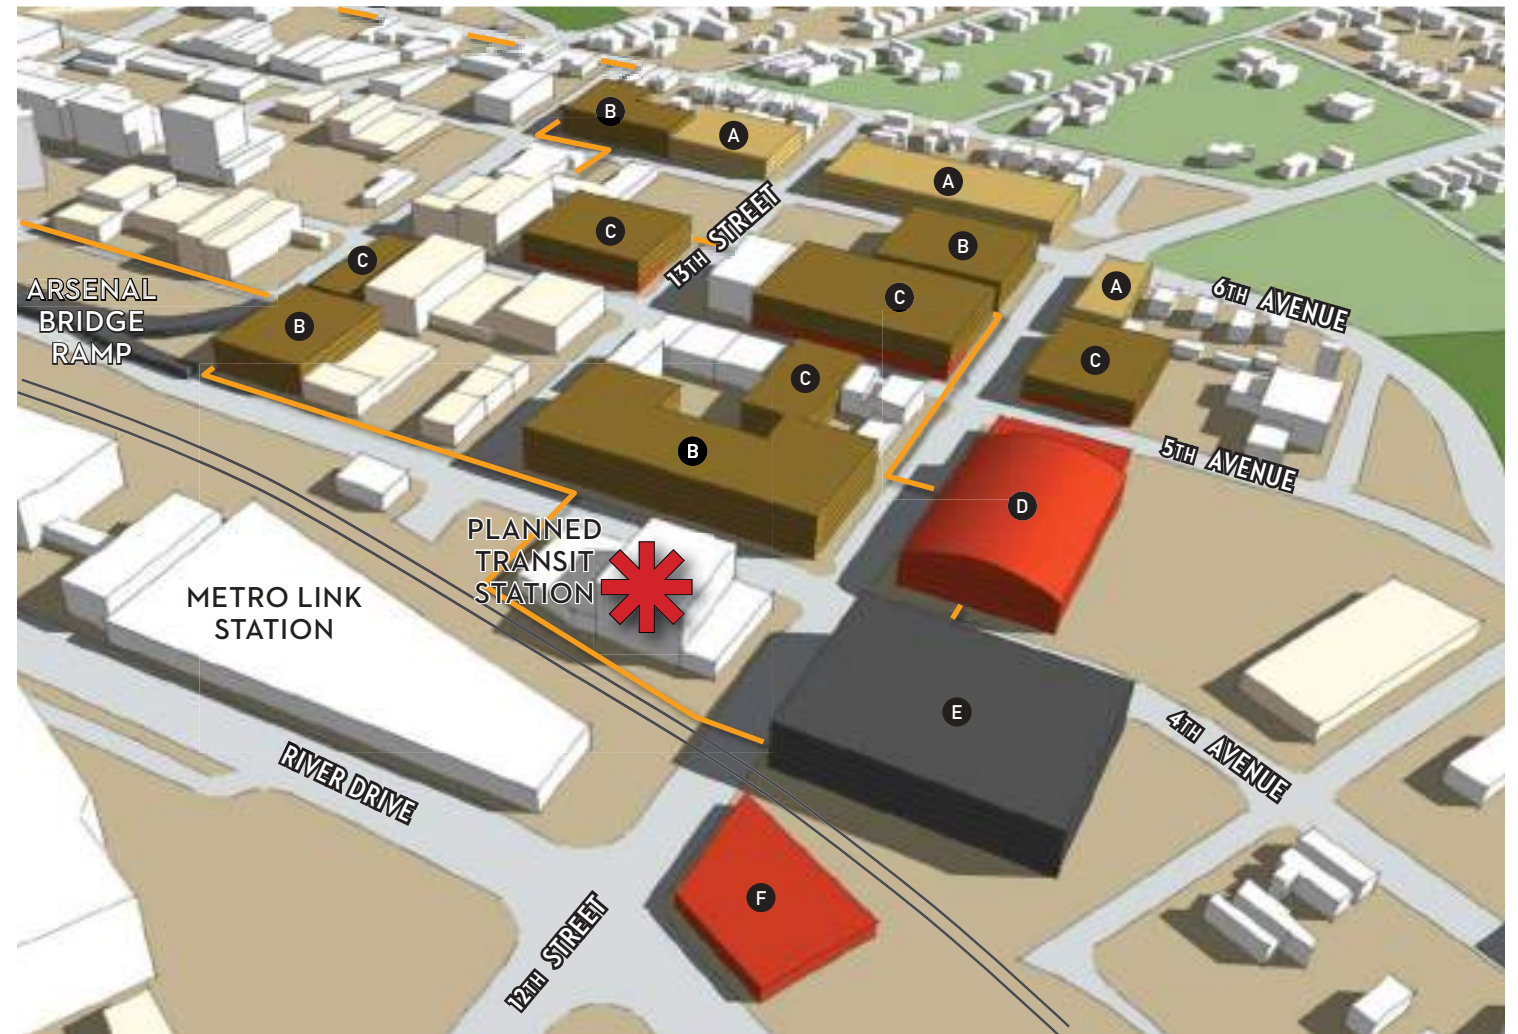 B
A
A
13TH STREET
C
B
C
A
6TH AVENUE
ARSENAL
BRIDGE
RAMP
B
C
C
C
B
5TH AVENUE
D
PLANNED
TRANSIT
STATION
METRO LINK
STATION
E
4TH AVENUE
RIVER DRIVE
F
12TH STREET